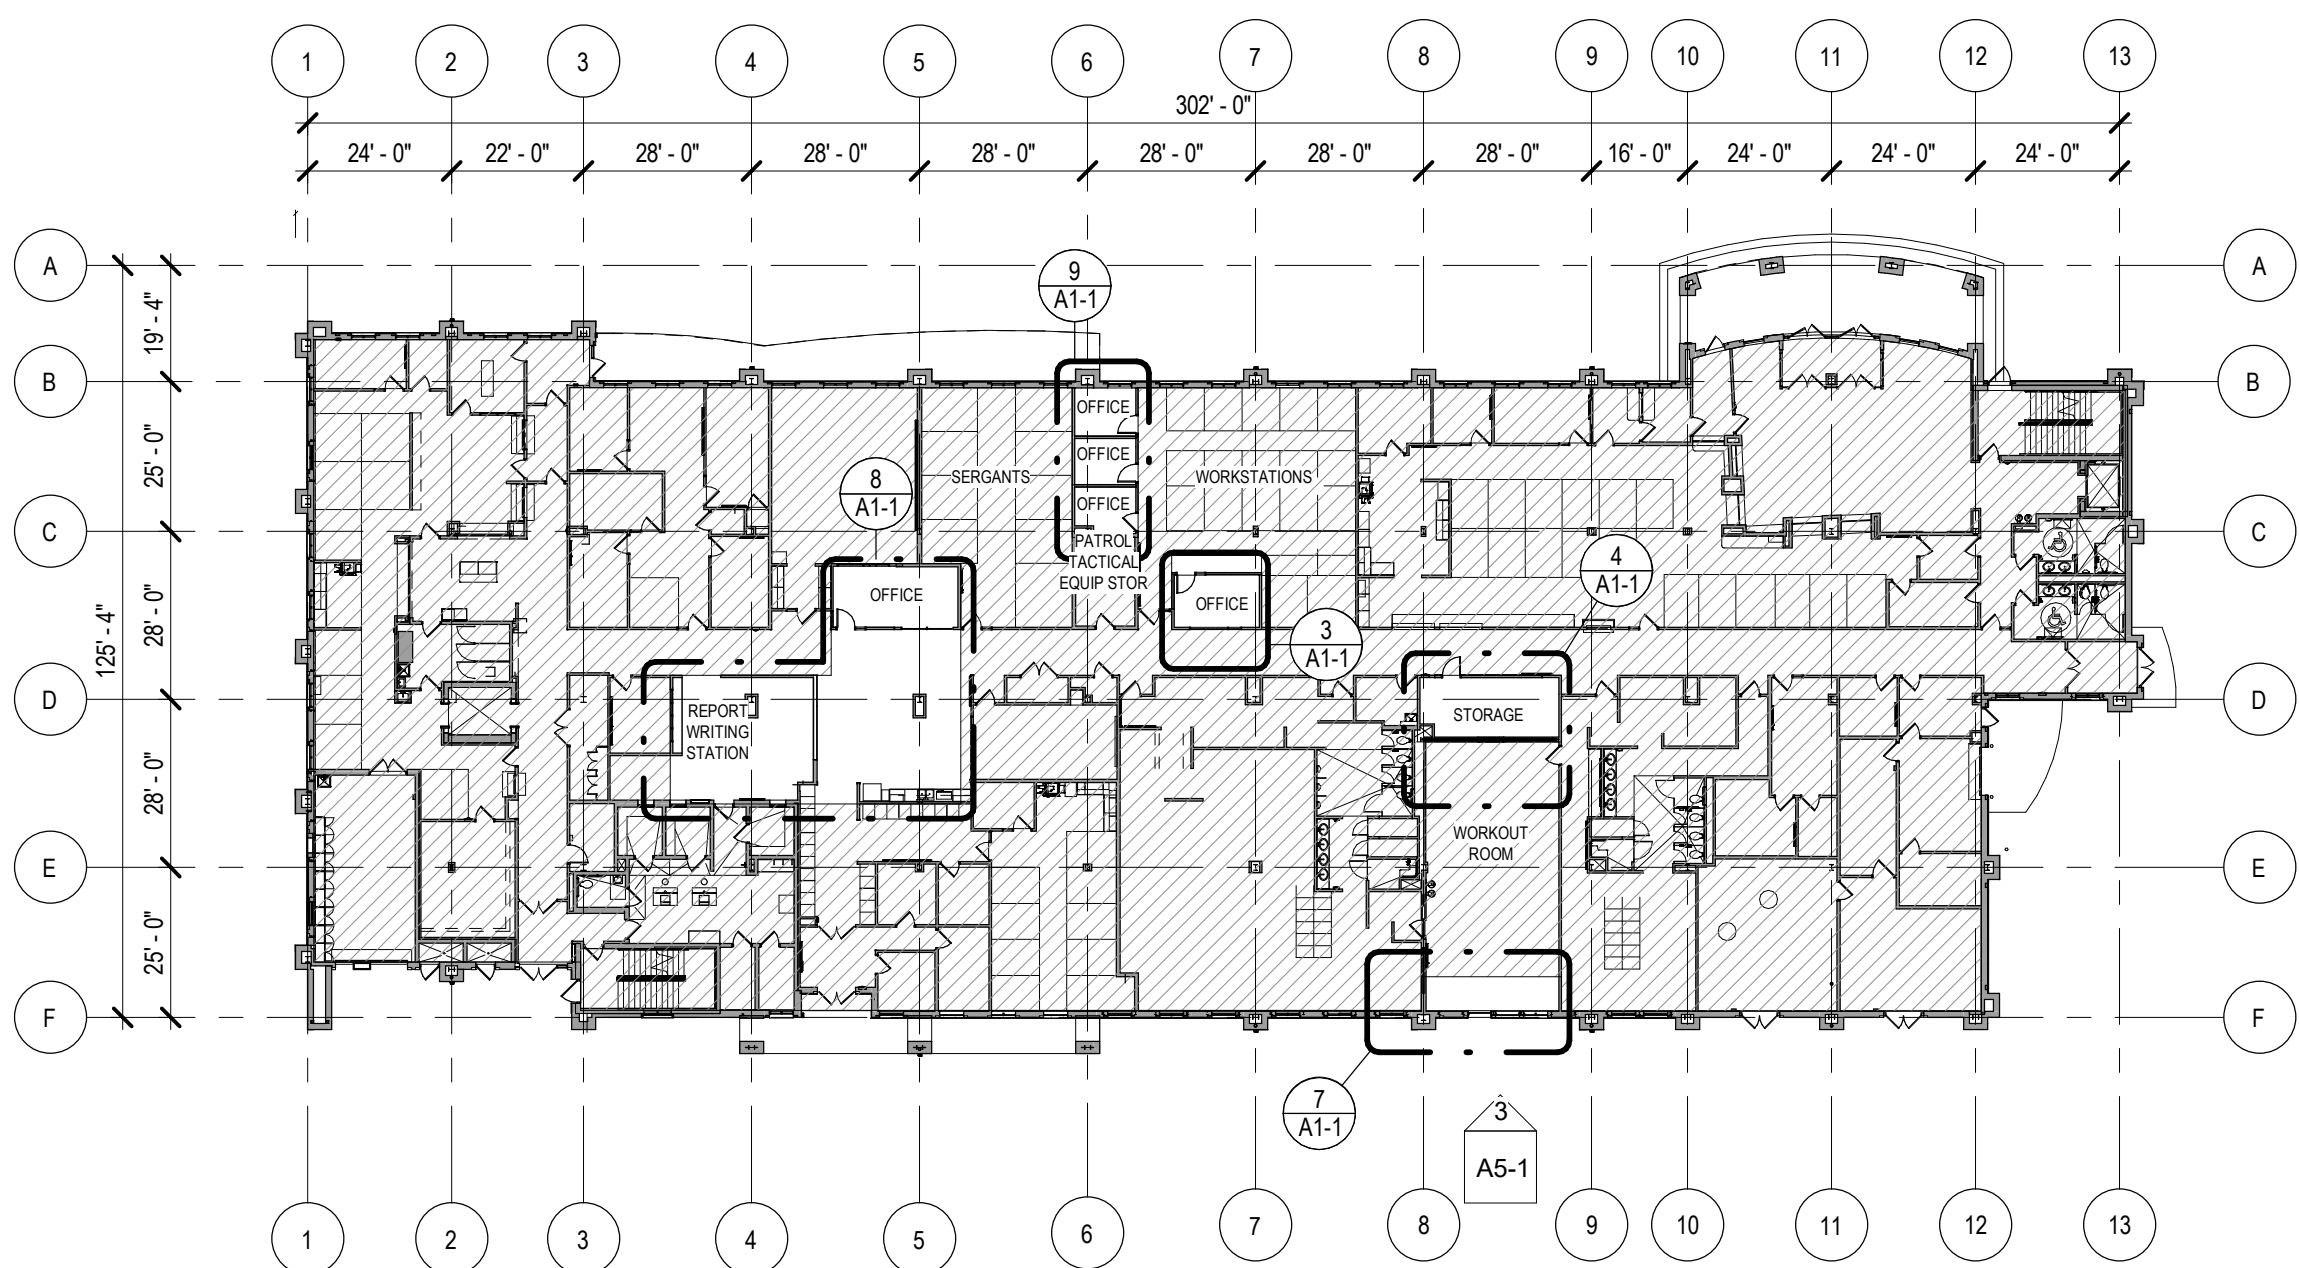 1 2 3 4 5 6 7 8 9 10 11 12 13
302' - 0"
24' - 0" 22' - 0" 28' - 0" 28' - 0" 28' - 0" 28' - 0" 28' - 0" 28' - 0" 16' - 0" 24' - 0" 24' - 0" 24' - 0"
A A
19' - 4"
9
A1-1
B B
OFFICE
25' - 0"
OFFICE
8
A1-1
SERGANTS
WORKSTATIONS
OFFICE
C C
PATROL
TACTICAL
EQUIP STOR
4
A1-1
OFFICE
OFFICE
28' - 0"
125' - 4"
3
A1-1
D D
REPORT
WRITING
STATION
STORAGE
28' - 0"
WORKOUT
ROOM
E E
25' - 0"
F F
7
A1-1
3
A5-1
1 2 3 4 5 6 7 8 9 10 11 12 13